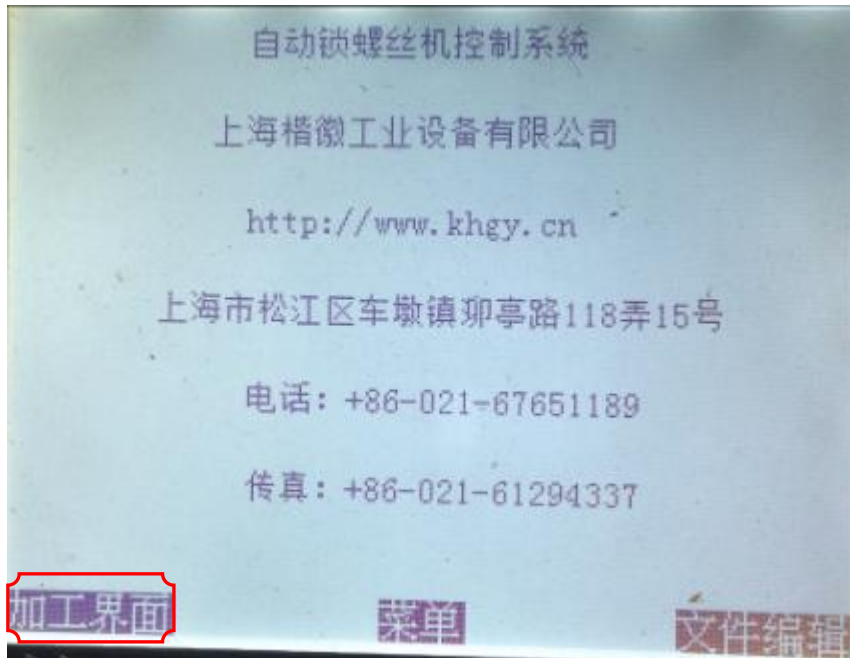 自动锁螺丝机控制系统
上海楷徽工业设备有限公司
http://www.khgy.cn
上海市松江区车墩镇泖亭路118弄15号
电话: +86-021-67651189
传真: +86-021-61294337
加工界面 菜单 文件编辑